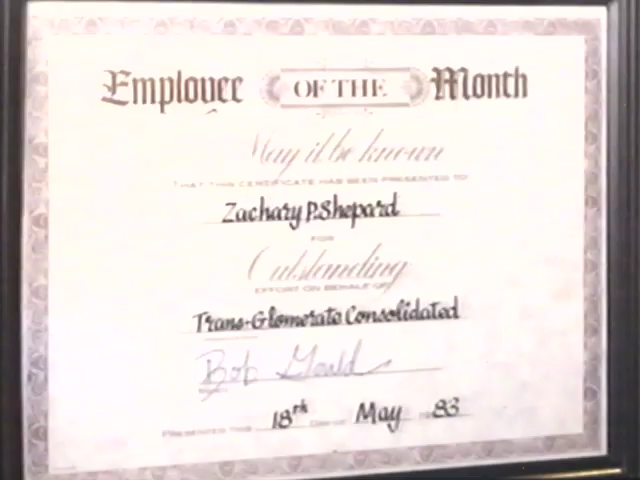 Employee OF THE Month
May it be known
THAT THIS CERTIFICATE HAS BEEN PRESENTED TO
Zachary P. Shepard
FOR
Outstanding
EFFORT ON BEHALF OF
Trans-Glomerate Consolidated
Bob Gould
PRESENTED THIS 18th DAY OF May 83